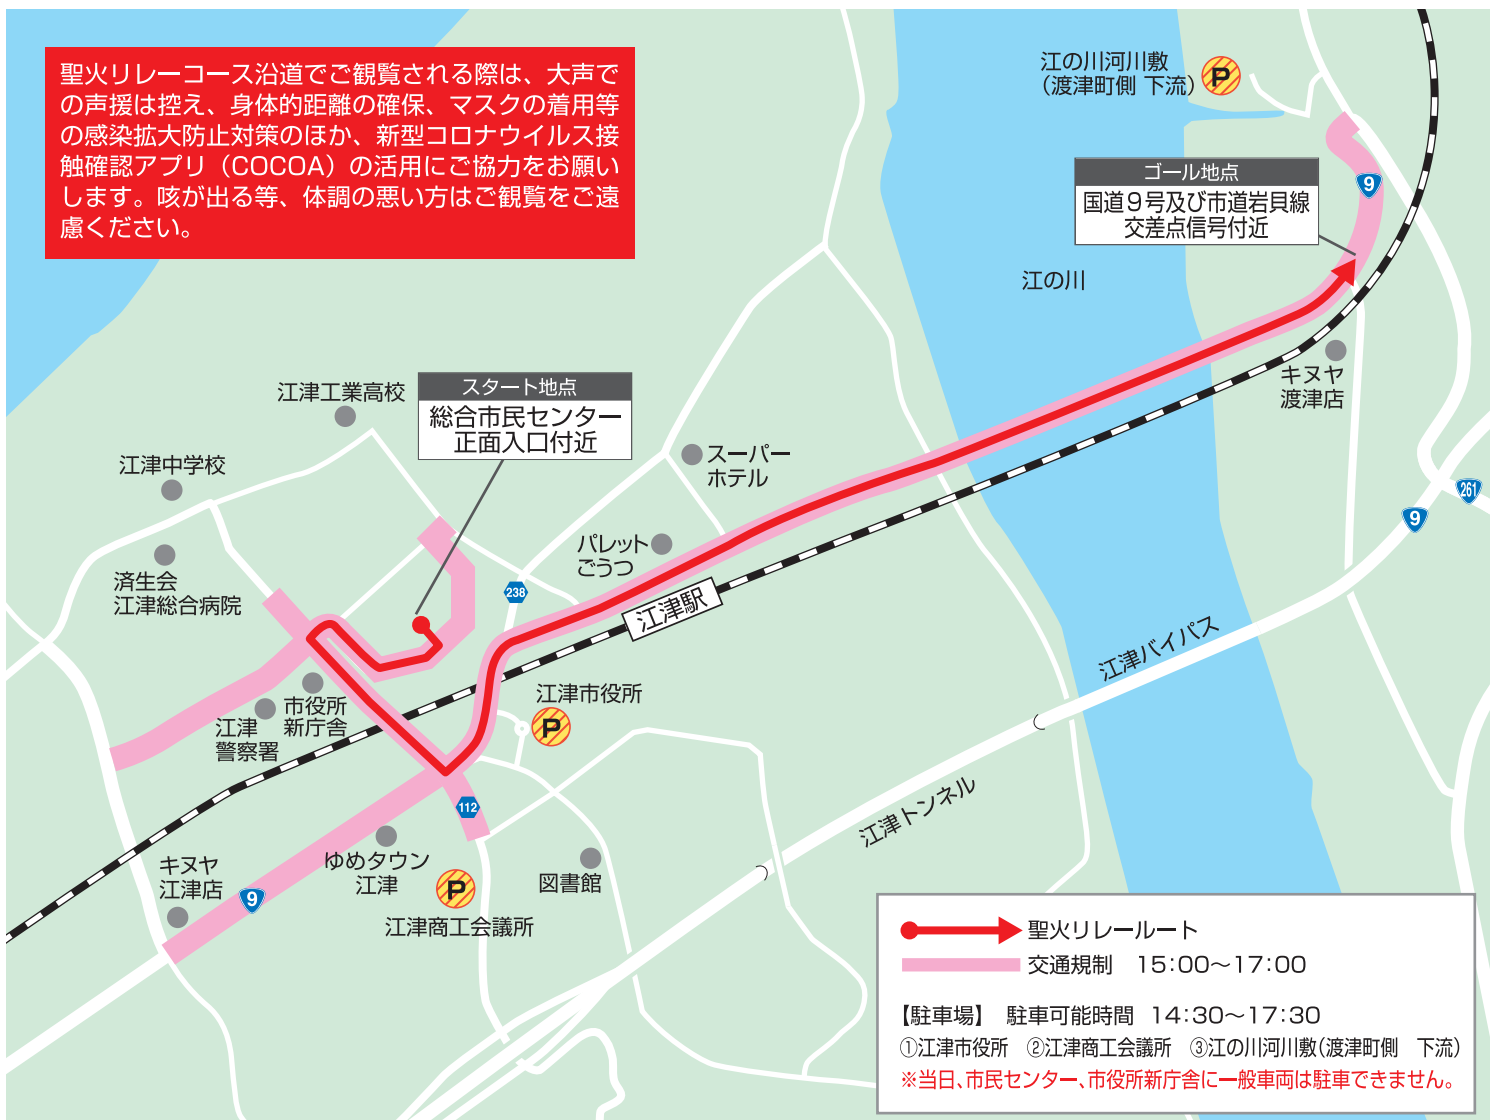 聖火リレーコース沿道でご観覧される際は、大声で
の声援は控え、身体的距離の確保、マスクの着用等
の感染拡大防止対策のほか、新型コロナウイルス接
触確認アプリ（COCOA）の活用にご協力をお願い
します。咳が出る等、体調の悪い方はご観覧をご遠
慮ください。
江の川河川敷
（渡津町側 下流）
P
ゴール地点
国道９号及び市道岩貝線
交差点信号付近
9
江の川
キヌヤ
渡津店
江津工業高校
スタート地点
総合市民センター
正面入口付近
江津中学校
スーパー
ホテル
261
9
パレット
ごうつ
済生会
江津総合病院
238
江津駅
江津バイパス
市役所
新庁舎
江津
警察署
江津市役所
P
112
江津トンネル
ゆめタウン
江津
キヌヤ
江津店
9
P
江津商工会議所
図書館
聖火リレールート
交通規制　15：00～17：00
【駐車場】　駐車可能時間　14：30～17：30
①江津市役所　②江津商工会議所　③江の川河川敷（渡津町側　下流）
※当日、市民センター、市役所新庁舎に一般車両は駐車できません。